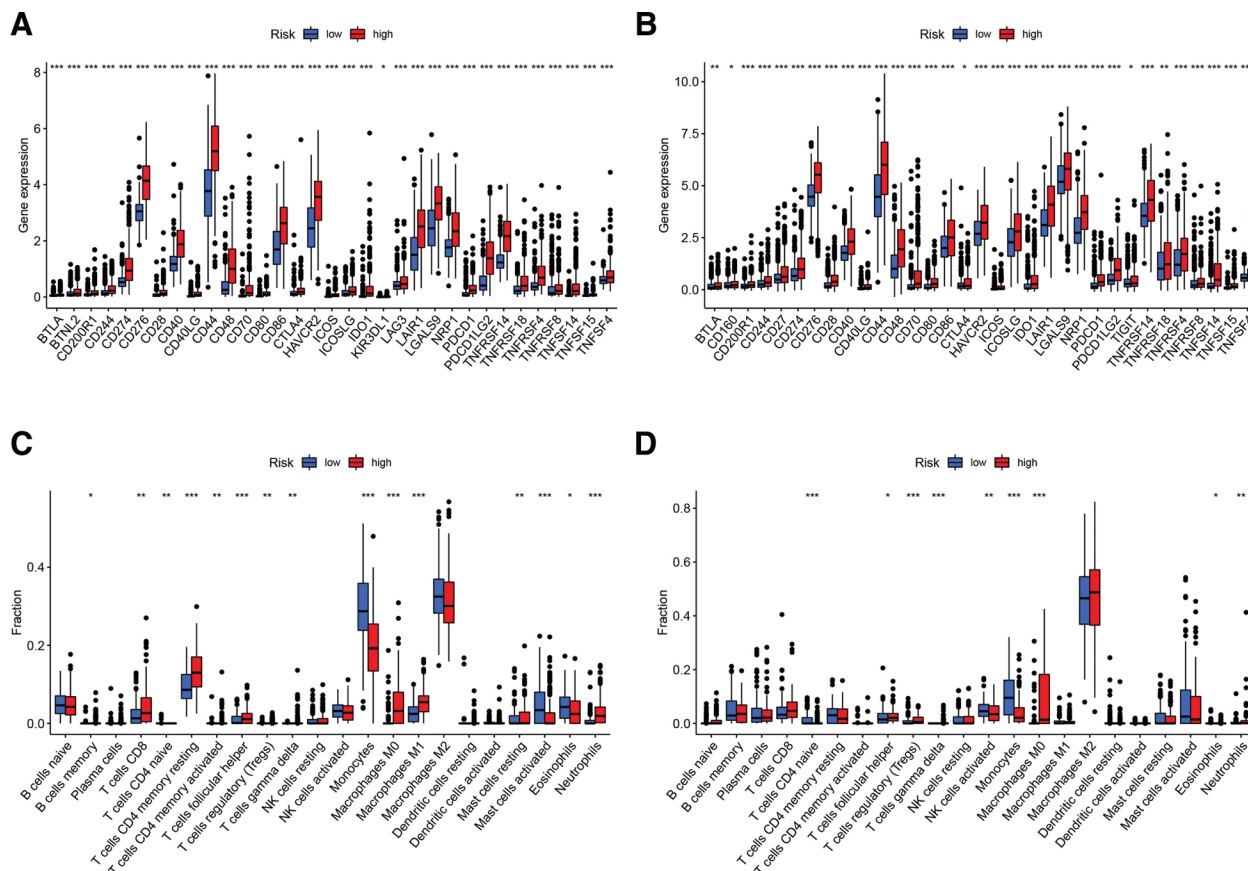 A
Risk low high
*** *** *** *** *** *** *** *** *** *** *** *** *** *** *** *** *** *** * *** *** *** *** *** *** *** *** *** *** *** *** ***
Gene expression
8
6
4
2
0
BTLA
BTNL2
CD200R1
CD244
CD274
CD276
CD28
CD40
CD40LG
CD44
CD48
CD70
CD80
CD86
CTLA4
HAVCR2
ICOS
ICOSLG
IDO1
KIR3DL1
LAG3
LAIR1
LGALS9
NRP1
PDCD1
PDCD1LG2
TNFRSF14
TNFRSF18
TNFRSF4
TNFRSF8
TNFSF14
TNFSF15
TNFSF4
B
Risk low high
Gene expression
10.0
7.5
5.0
2.5
0.0
BTLA
CD160
CD200R1
CD244
CD27
CD274
CD276
CD28
CD40
CD40LG
CD44
CD48
CD70
CD80
CD86
CTLA4
HAVCR2
ICOS
ICOSLG
IDO1
LAIR1
LGALS9
NRP1
PDCD1
PDCD1LG2
TIGIT
TNFRSF14
TNFRSF18
TNFRSF4
TNFRSF8
TNFSF14
TNFSF15
TNFSF4
C
Risk low high
* ** ** *** ** *** ** ** *** *** *** ** *** * ***
Fraction
0.4
0.2
0.0
B cells naive
B cells memory
Plasma cells
T cells CD8
T cells CD4 naive
T cells CD4 memory resting
T cells CD4 memory activated
T cells follicular helper
T cells regulatory (Tregs)
T cells gamma delta
NK cells resting
NK cells activated
Monocytes
Macrophages M0
Macrophages M1
Macrophages M2
Dendritic cells resting
Dendritic cells activated
Mast cells resting
Mast cells activated
Eosinophils
Neutrophils
D
Risk low high
*** * *** *** ** *** *** * **
Fraction
0.8
0.6
0.4
0.2
0.0
B cells naive
B cells memory
Plasma cells
T cells CD8
T cells CD4 naive
T cells CD4 memory resting
T cells CD4 memory activated
T cells follicular helper
T cells regulatory (Tregs)
T cells gamma delta
NK cells resting
NK cells activated
Monocytes
Macrophages M0
Macrophages M1
Macrophages M2
Dendritic cells resting
Dendritic cells activated
Mast cells resting
Mast cells activated
Eosinophils
Neutrophils